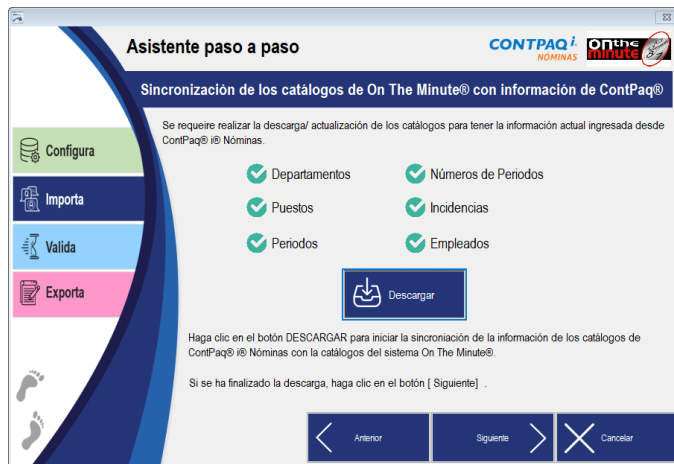 Asistente paso a paso
CONTPAQ i.
NÓMINAS
ON THE
minute
Sincronización de los catálogos de On The Minute® con información de ContPaq®
Se requeire realizar la descarga/ actualización de los catálogos para tener la información actual ingresada desde
ContPaq® i® Nóminas.
Configura
Importa
Valida
Exporta
Departamentos
Números de Periodos
Puestos
Incidencias
Periodos
Empleados
Descargar
Haga clic en el botón DESCARGAR para iniciar la sincroniación de la información de los catálogos de
ContPaq® i® Nóminas con la catálogos del sistema On The Minute®.
Si se ha finalizado la descarga, haga clic en el botón [ Siguiente] .
Anterior
Siguiente
Cancelar